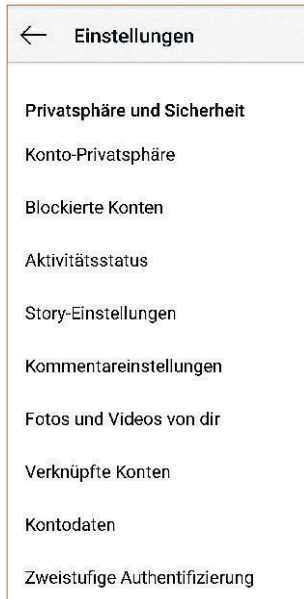 Einstellungen
Privatsphäre und Sicherheit
Konto-Privatsphäre
Blockierte Konten
Aktivitätsstatus
Story-Einstellungen
Kommentareinstellungen
Fotos und Videos von dir
Verknüpfte Konten
Kontodaten
Zweistufige Authentifizierung